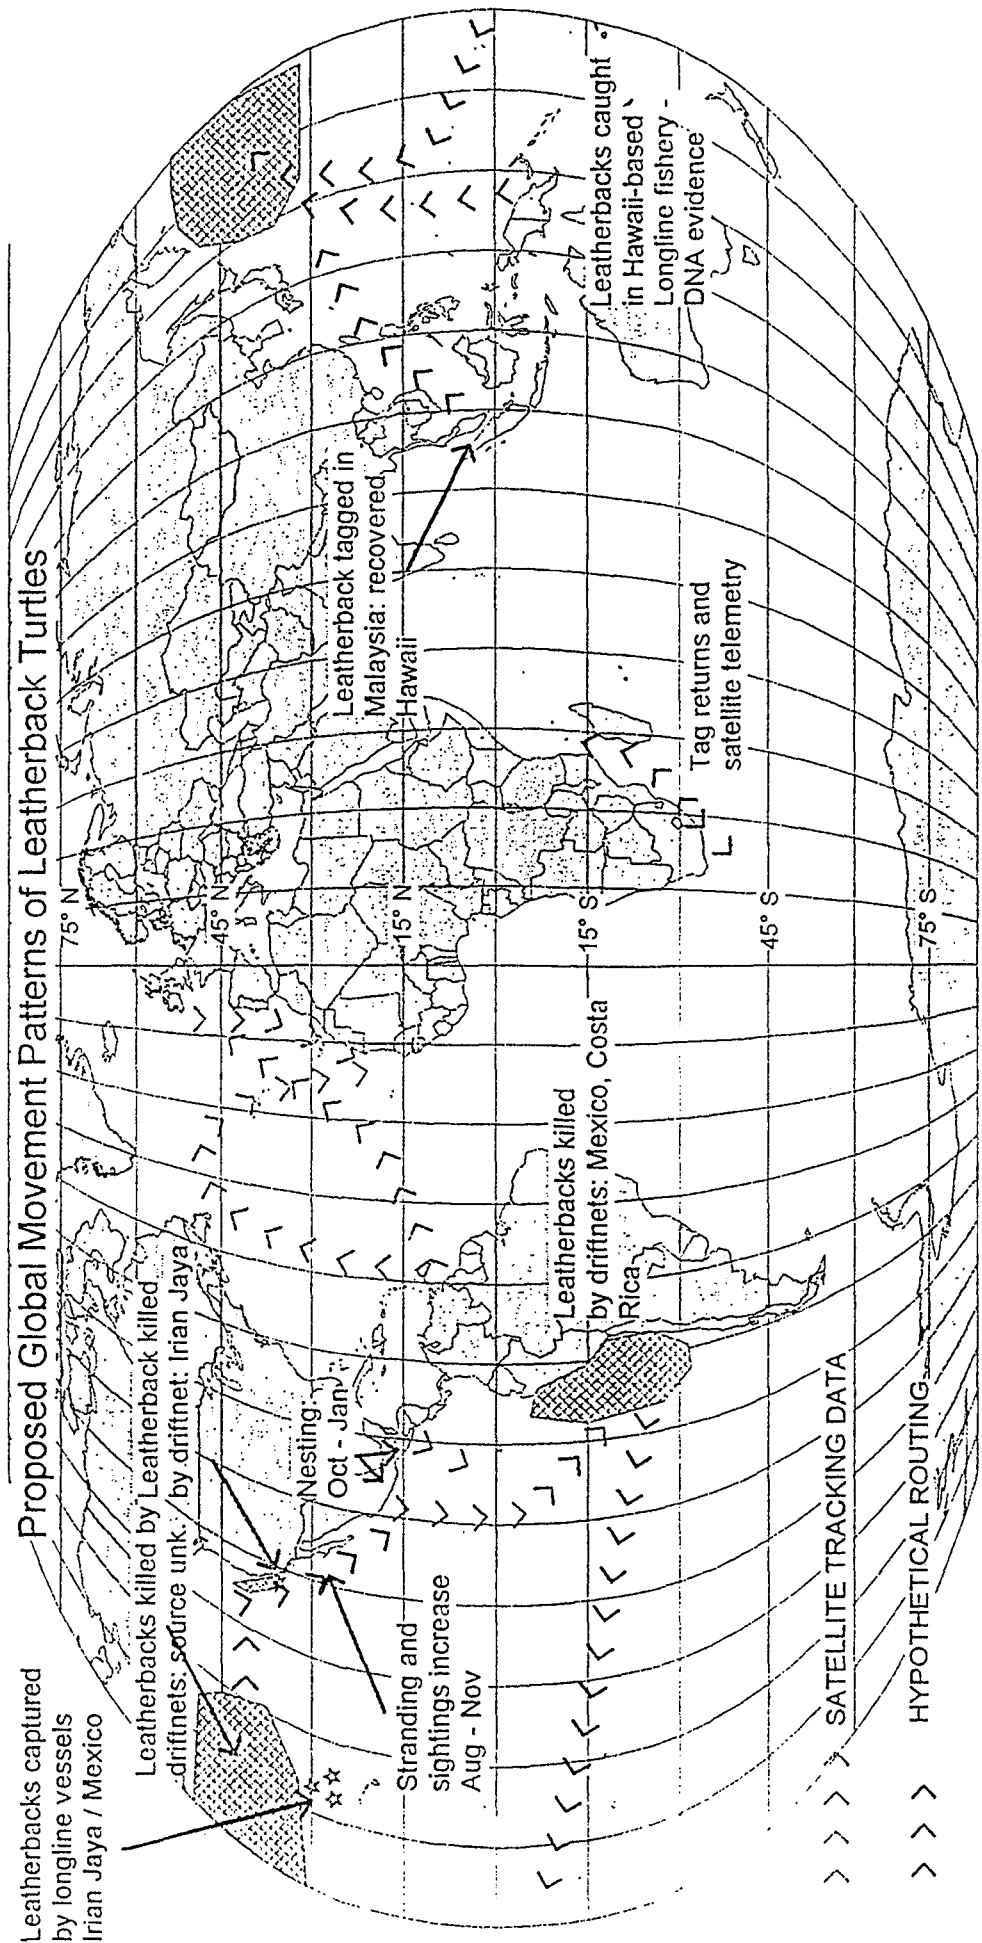 Proposed Global Movement Patterns of Leatherback Turtles
Leatherbacks captured
by longline vessels
Irian Jaya / Mexico
Leatherbacks killed by
driftnets: source unk.
Leatherback killed
by driftnet: Irian Jaya
Nesting:
Oct - Jan
Stranding and
sightings increase
Aug - Nov
Leatherbacks killed
by driftnets: Mexico, Costa
Rica
75° N
45° N
15° N
15° S
45° S
75° S
Leatherback tagged in
Malaysia: recovered
Hawaii
Tag returns and
satellite telemetry
Leatherbacks caught
in Hawaii-based
Longline fishery -
DNA evidence
SATELLITE TRACKING DATA
HYPOTHETICAL ROUTING